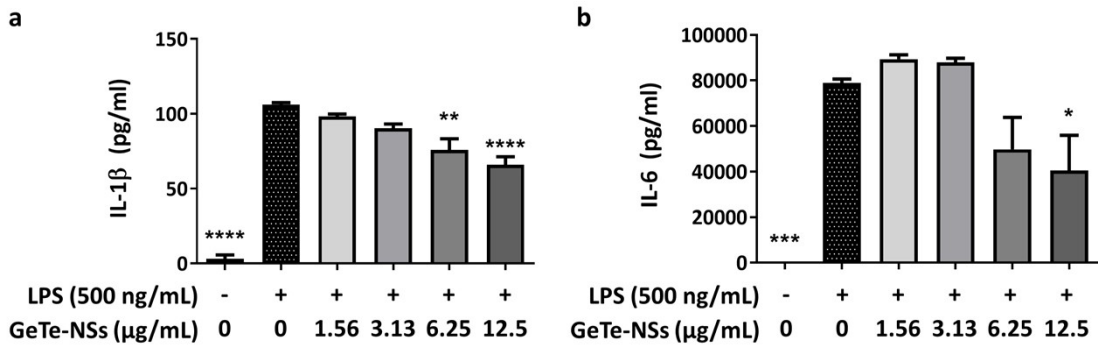 a
150
100
50
0
IL-1β (pg/ml)
****
**
****
LPS (500 ng/mL) - + + + + +
GeTe-NSs (μg/mL) 0 0 1.56 3.13 6.25 12.5
b
100000
80000
60000
40000
20000
0
IL-6 (pg/ml)
***
*
LPS (500 ng/mL) - + + + + +
GeTe-NSs (μg/mL) 0 0 1.56 3.13 6.25 12.5